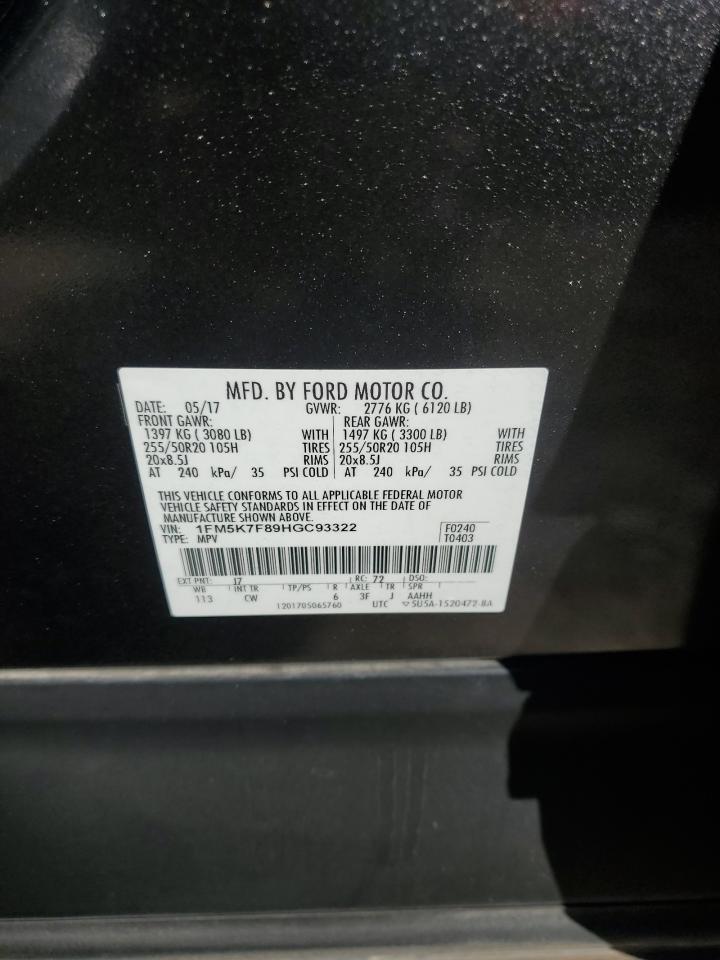 MFD. BY FORD MOTOR CO.
DATE: 05/17 GVWR: 2776 KG ( 6120 LB)
FRONT GAWR: REAR GAWR:
1397 KG ( 3080 LB) WITH 1497 KG ( 3300 LB) WITH
255/50R20 105H TIRES 255/50R20 105H TIRES
20x8.5J RIMS 20x8.5J RIMS
AT 240 kPa/ 35 PSI COLD AT 240 kPa/ 35 PSI COLD
THIS VEHICLE CONFORMS TO ALL APPLICABLE FEDERAL MOTOR
VEHICLE SAFETY STANDARDS IN EFFECT ON THE DATE OF
MANUFACTURE SHOWN ABOVE.
VIN: 1FM5K7F89HGC93322 F0240
TYPE: MPV T0403
EXT PNT: J7 RC: 72 DSO:
WB INT TR TP/PS R AXLE TR SPR
113 CW 6 3F J AAHH
1201705065760 UTC ▽ 5U5A-1520472-BA